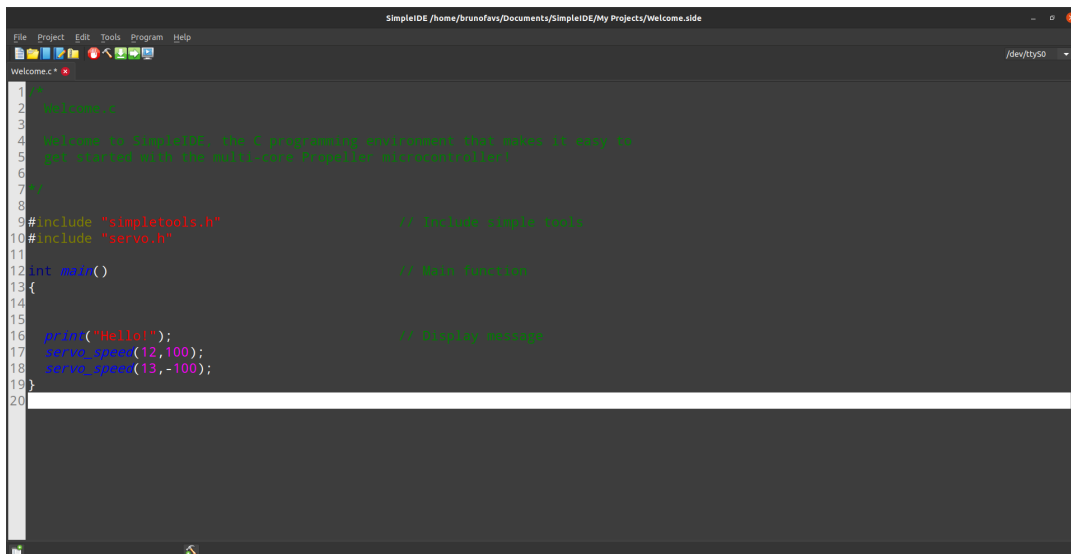 SimpleIDE /home/brunofavs/Documents/SimpleIDE/My Projects/Welcome.side
File Project Edit Tools Program Help
/dev/ttyS0
Welcome.c *
1 /*
2 Welcome.c
3
4 Welcome to SimpleIDE, the C programming environment that makes it easy to
5 get started with the multi-core Propeller microcontroller!
6
7 */
8
9 #include "simpletools.h" // Include simple tools
10 #include "servo.h"
11
12 int main() // Main function
13 {
14
15
16 print("Hello!"); // Display message
17 servo_speed(12,100);
18 servo_speed(13,-100);
19 }
20